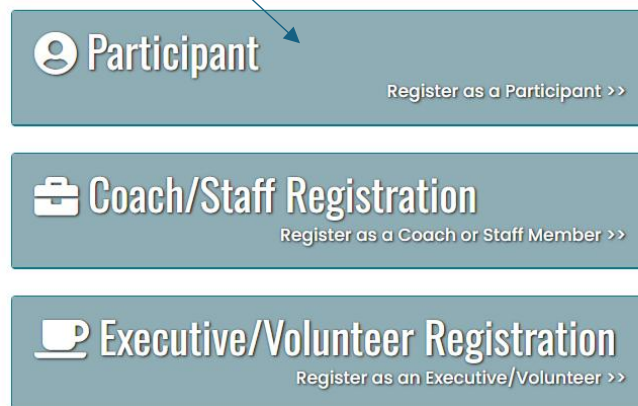 Participant
Register as a Participant >>
Coach/Staff Registration
Register as a Coach or Staff Member >>
Executive/Volunteer Registration
Register as an Executive/Volunteer >>